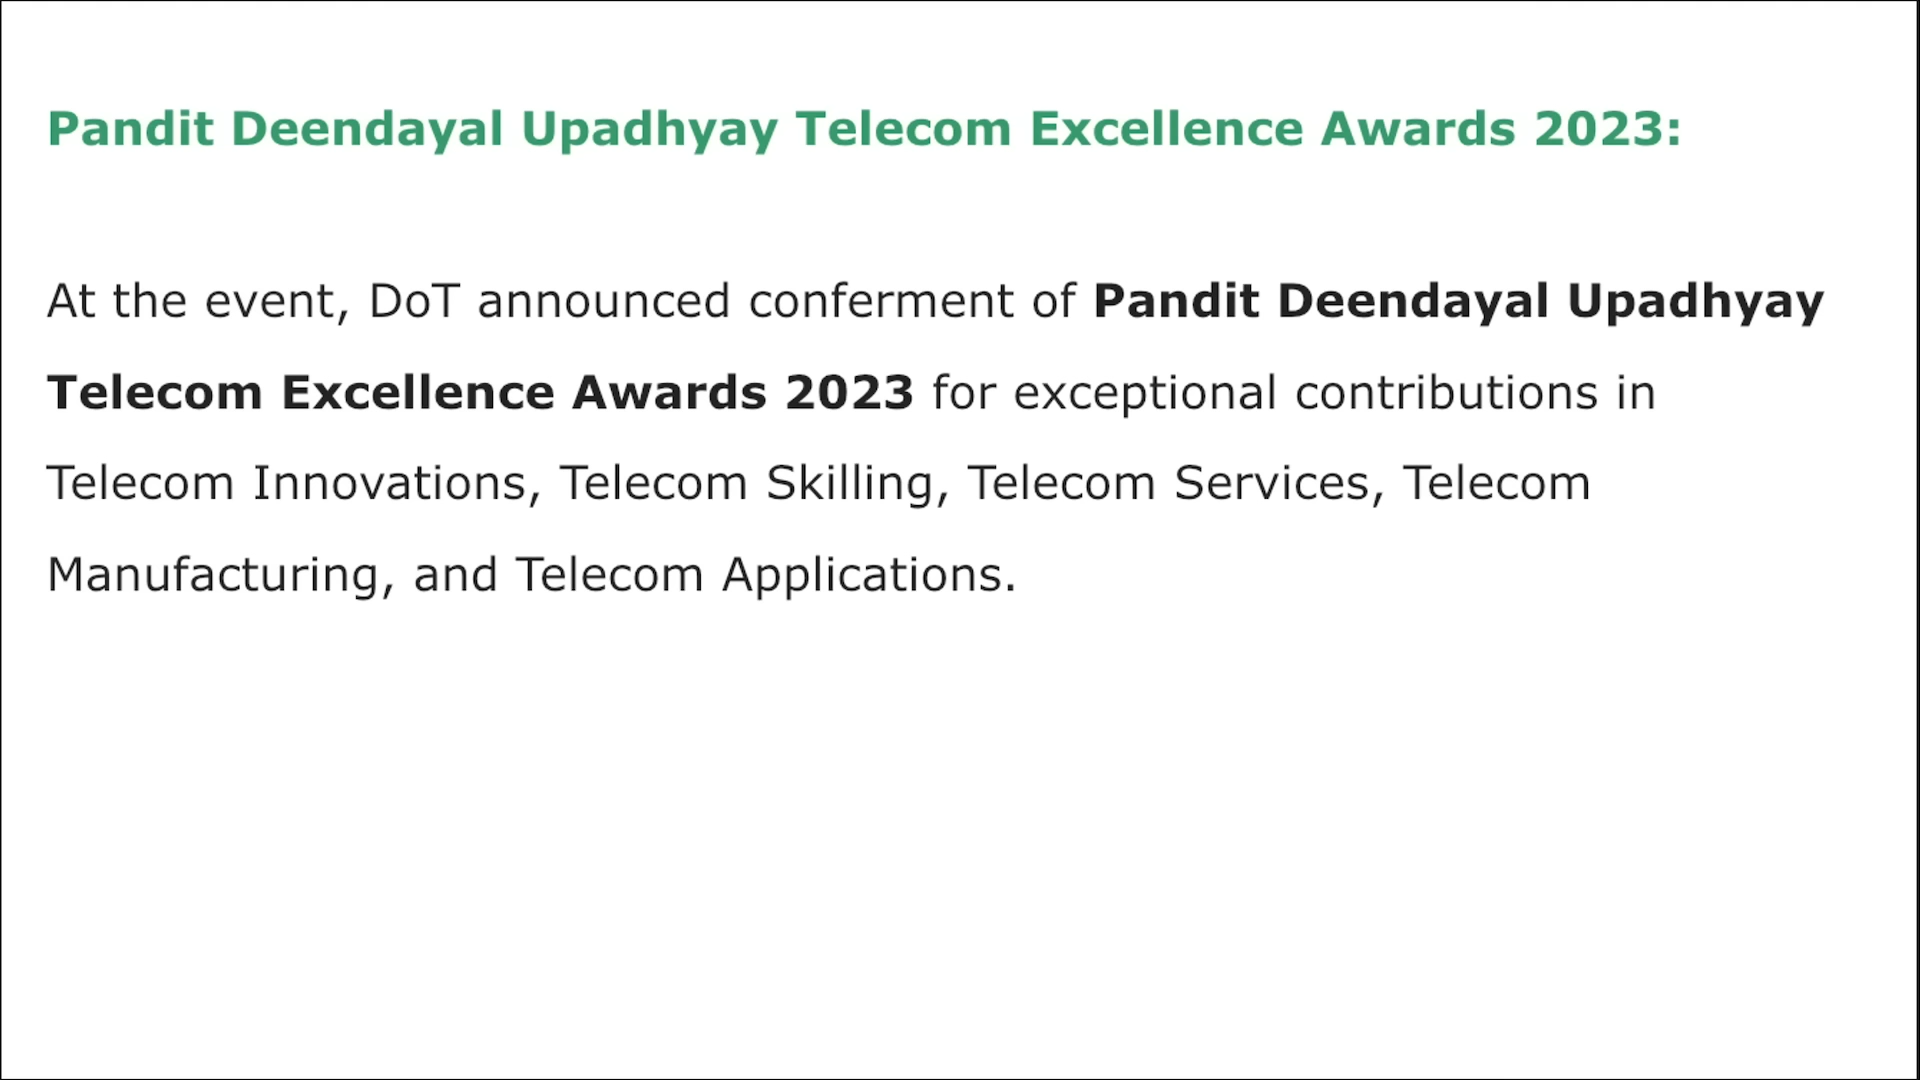 Pandit Deendayal Upadhyay Telecom Excellence Awards 2023:
At the event, DoT announced conferment of Pandit Deendayal Upadhyay
Telecom Excellence Awards 2023 for exceptional contributions in
Telecom Innovations, Telecom Skilling, Telecom Services, Telecom
Manufacturing, and Telecom Applications.